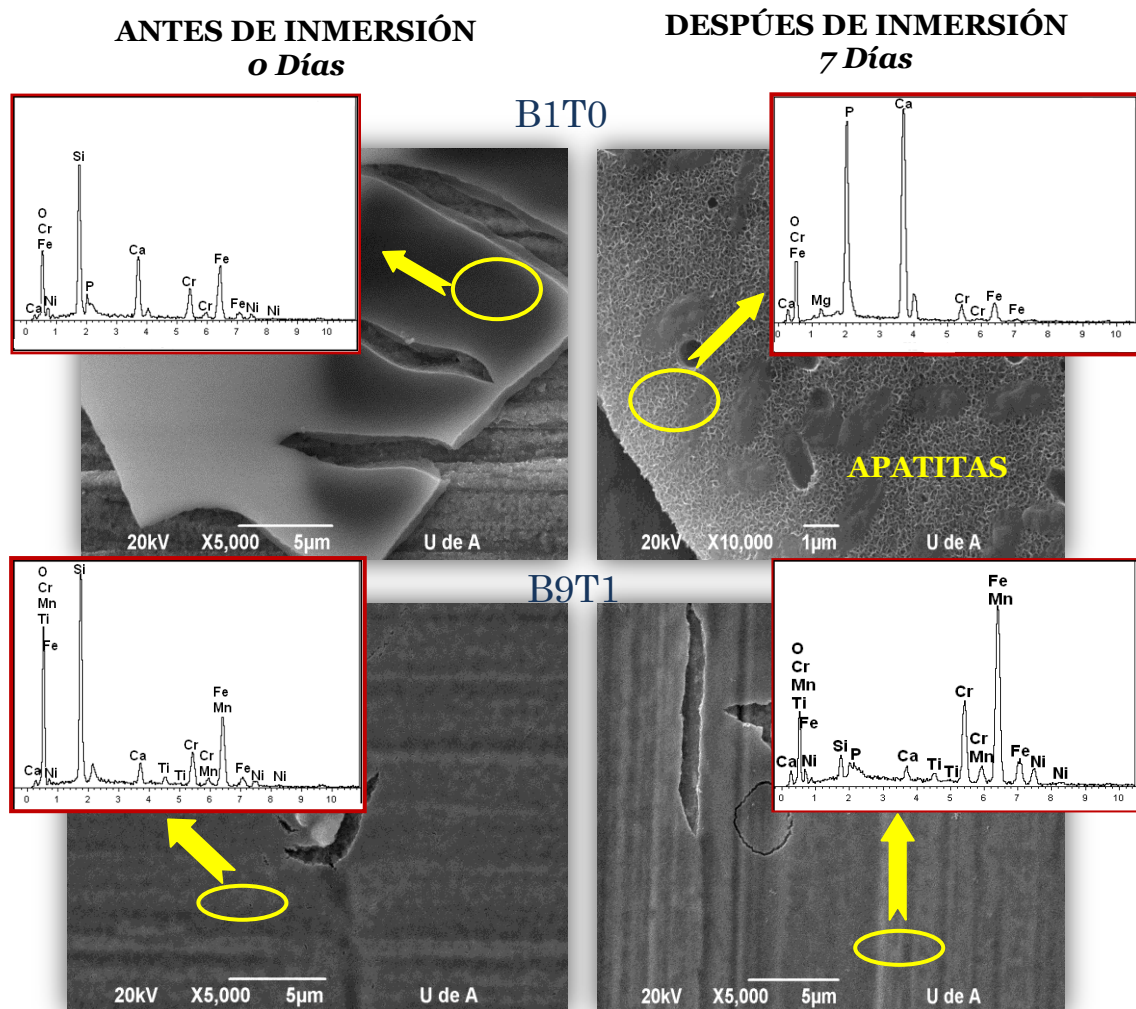 ANTES DE INMERSIÓN
0 Días
DESPÚES DE INMERSIÓN
7 Días
B1T0
O
Cr
Fe
Ca
Ni
Si
P
Ca
Cr
Cr
Fe
Fe
Ni
Ni
0 1 2 3 4 5 6 7 8 9 10
O
Cr
Fe
Ca
Mg
P
Ca
Cr
Cr
Fe
Fe
0 1 2 3 4 5 6 7 8 9 10
APATITAS
20kV X5,000 5µm U de A
20kV X10,000 1µm U de A
B9T1
O
Cr
Mn
Ti
Fe
Ca
Ni
Si
Ca
Ti
Ti
Cr
Cr
Mn
Fe
Mn
Fe
Ni
Ni
0 1 2 3 4 5 6 7 8 9 10
O
Cr
Mn
Ti
Fe
Ca
Ni
Si
P
Ca
Ti
Ti
Cr
Cr
Mn
Fe
Mn
Fe
Ni
Ni
0 1 2 3 4 5 6 7 8 9 10
20kV X5,000 5µm U de A
20kV X5,000 5µm U de A